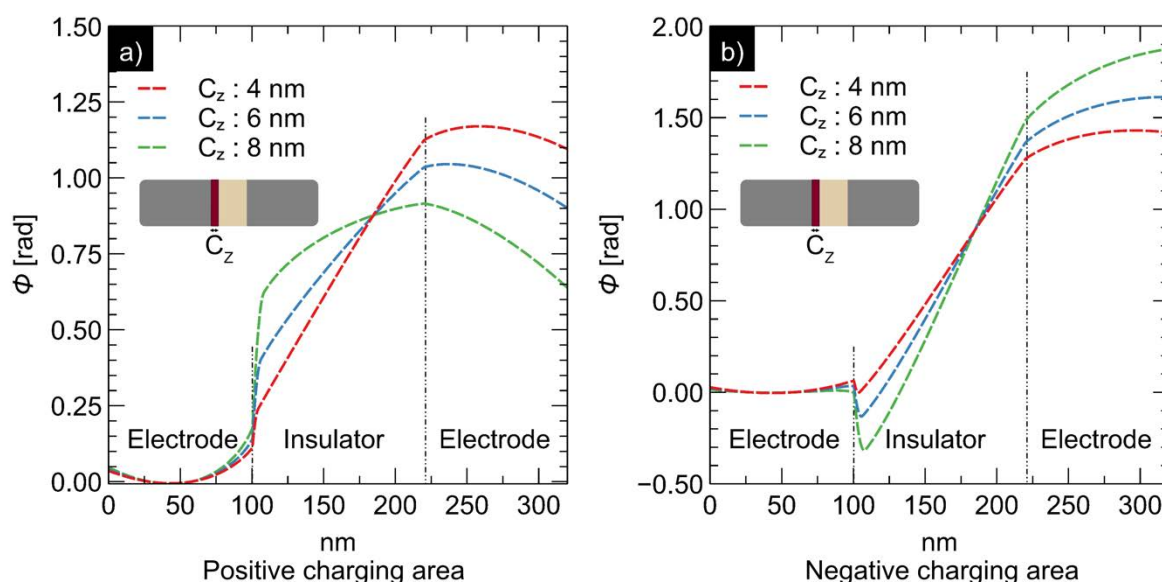 a)
C_z : 4 nm
C_z : 6 nm
C_z : 8 nm
C_z
Electrode Insulator Electrode
Φ [rad]
1.50
1.25
1.00
0.75
0.50
0.25
0.00
0 50 100 150 200 250 300
nm
Positive charging area
b)
C_z : 4 nm
C_z : 6 nm
C_z : 8 nm
C_z
Electrode Insulator Electrode
Φ [rad]
2.00
1.50
1.00
0.50
0.00
−0.50
0 50 100 150 200 250 300
nm
Negative charging area